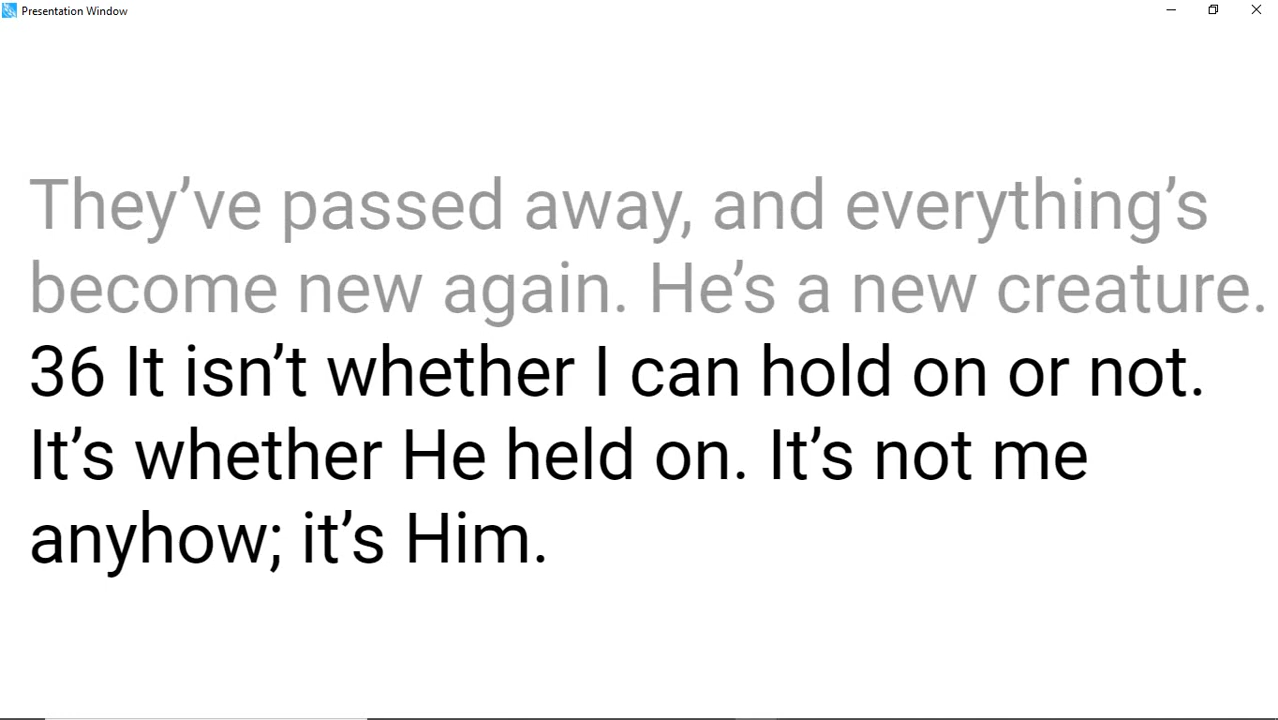 Presentation Window
They’ve passed away, and everything’s
become new again. He’s a new creature.
36 It isn’t whether I can hold on or not.
It’s whether He held on. It’s not me
anyhow; it’s Him.